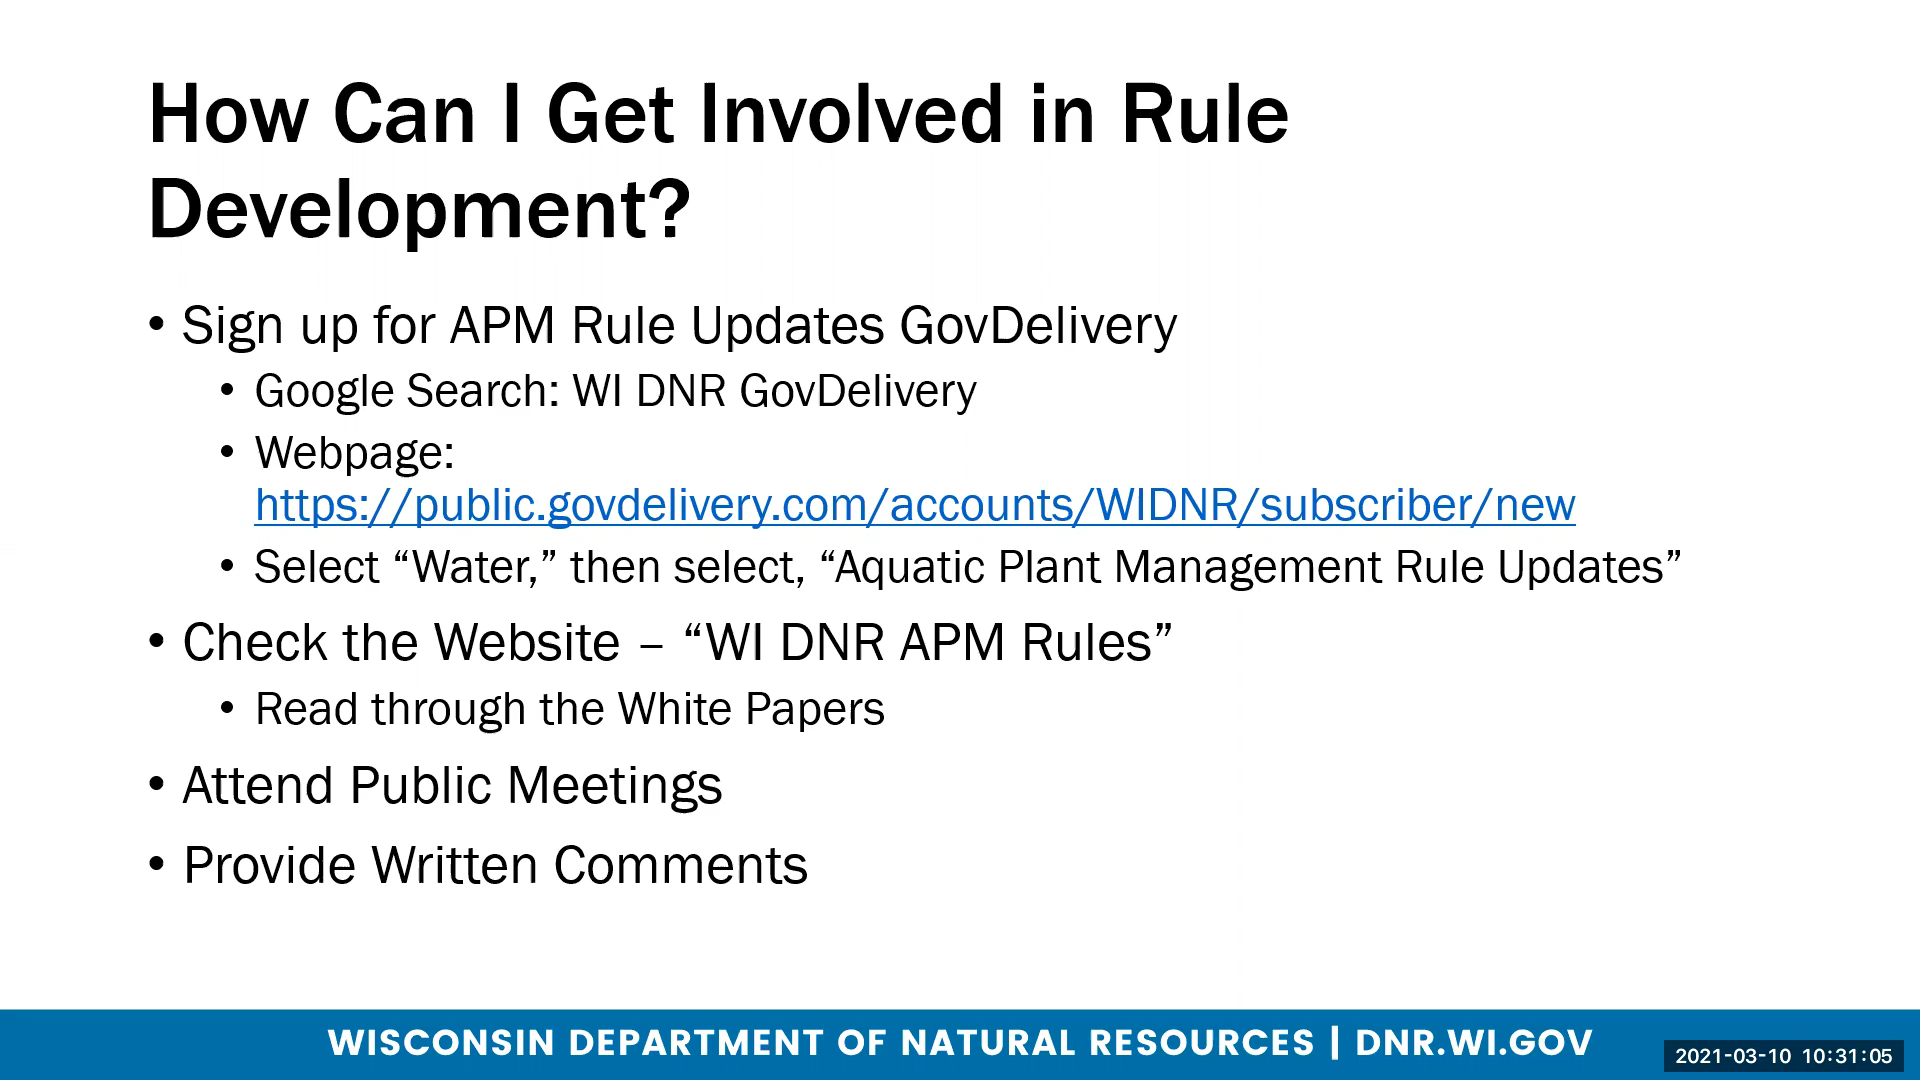 How Can I Get Involved in Rule
Development?
• Sign up for APM Rule Updates GovDelivery
• Google Search: WI DNR GovDelivery
• Webpage:
https://public.govdelivery.com/accounts/WIDNR/subscriber/new
• Select “Water,” then select, “Aquatic Plant Management Rule Updates”
• Check the Website – “WI DNR APM Rules”
• Read through the White Papers
• Attend Public Meetings
• Provide Written Comments
WISCONSIN DEPARTMENT OF NATURAL RESOURCES | DNR.WI.GOV
2021-03-10 10:31:05